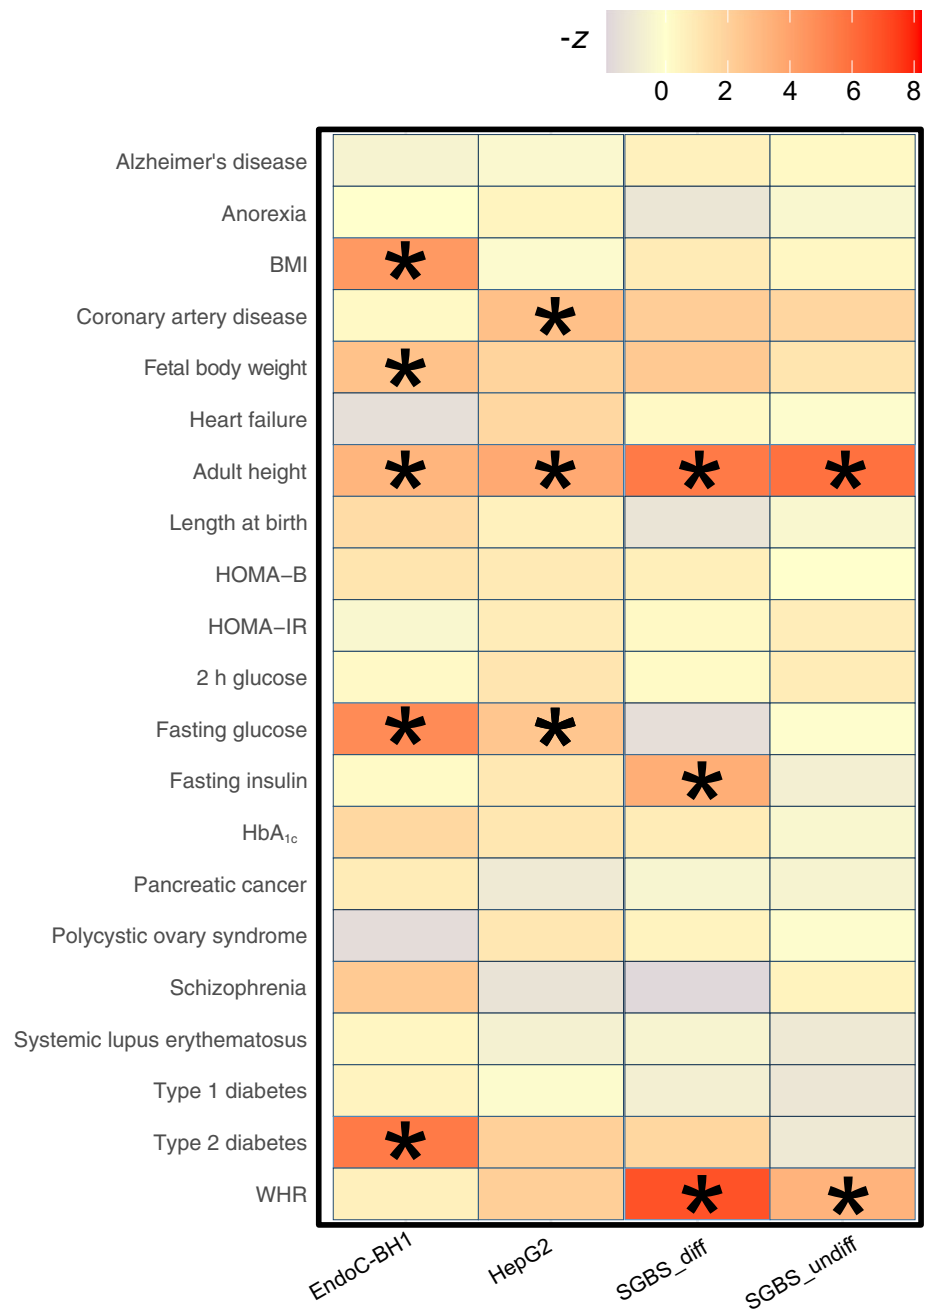 -z
0 2 4 6 8
Alzheimer's disease
Anorexia
BMI
*
Coronary artery disease
*
Fetal body weight
*
Heart failure
Adult height
* * * *
Length at birth
HOMA−B
HOMA−IR
2 h glucose
Fasting glucose
* *
Fasting insulin
*
HbA1c
Pancreatic cancer
Polycystic ovary syndrome
Schizophrenia
Systemic lupus erythematosus
Type 1 diabetes
Type 2 diabetes
*
WHR
* *
EndoC-BH1 HepG2 SGBS_diff SGBS_undiff